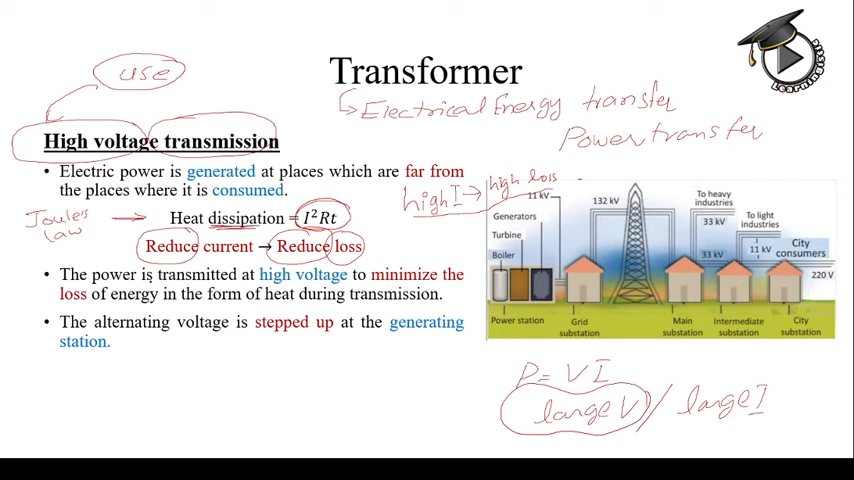 use
Transformer
Electrical Energy transfer
Power transfer
High voltage transmission
• Electric power is generated at places which are far from
the places where it is consumed.
high I → high loss
Joules
law
Heat dissipation = I²Rt
Reduce current → Reduce loss
• The power is transmitted at high voltage to minimize the
loss of energy in the form of heat during transmission.
• The alternating voltage is stepped up at the generating
station.
11 kV
132 kV
To heavy
industries
Generators
33 kV
To light
industries
Turbine
11 kV
City
consumers
Boiler
33 kV
220 V
Power station
Grid
substation
Main
substation
Intermediate
substation
City
substation
P = VI
large V / large I